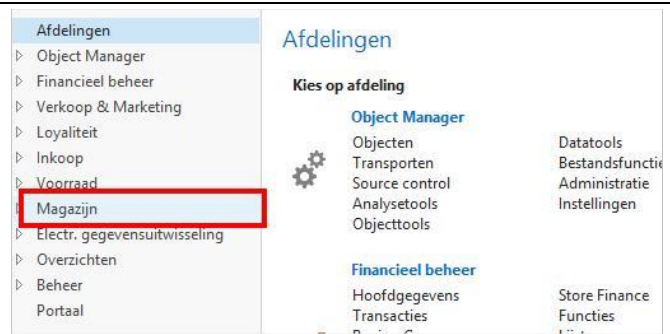 Afdelingen
Object Manager
Financieel beheer
Verkoop & Marketing
Loyaliteit
Inkoop
Voorraad
Magazijn
Electr. gegevensuitwisseling
Overzichten
Beheer
Portaal
Afdelingen
Kies op afdeling
Object Manager
Objecten
Transporten
Source control
Analysetools
Objecttools
Datatools
Bestandsfunctie
Administratie
Instellingen
Financieel beheer
Hoofdgegevens
Transacties
Store Finance
Functies